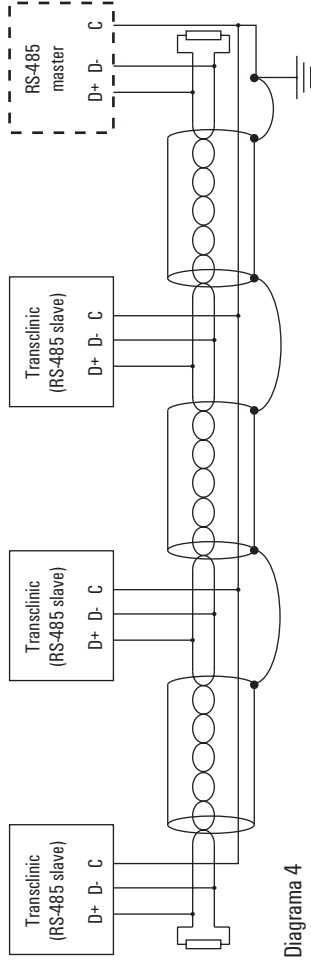 Transclinic
(RS-485 slave)
D+ D- C
Transclinic
(RS-485 slave)
D+ D- C
Transclinic
(RS-485 slave)
D+ D- C
RS-485
master
D+ D- C
Diagrama 4